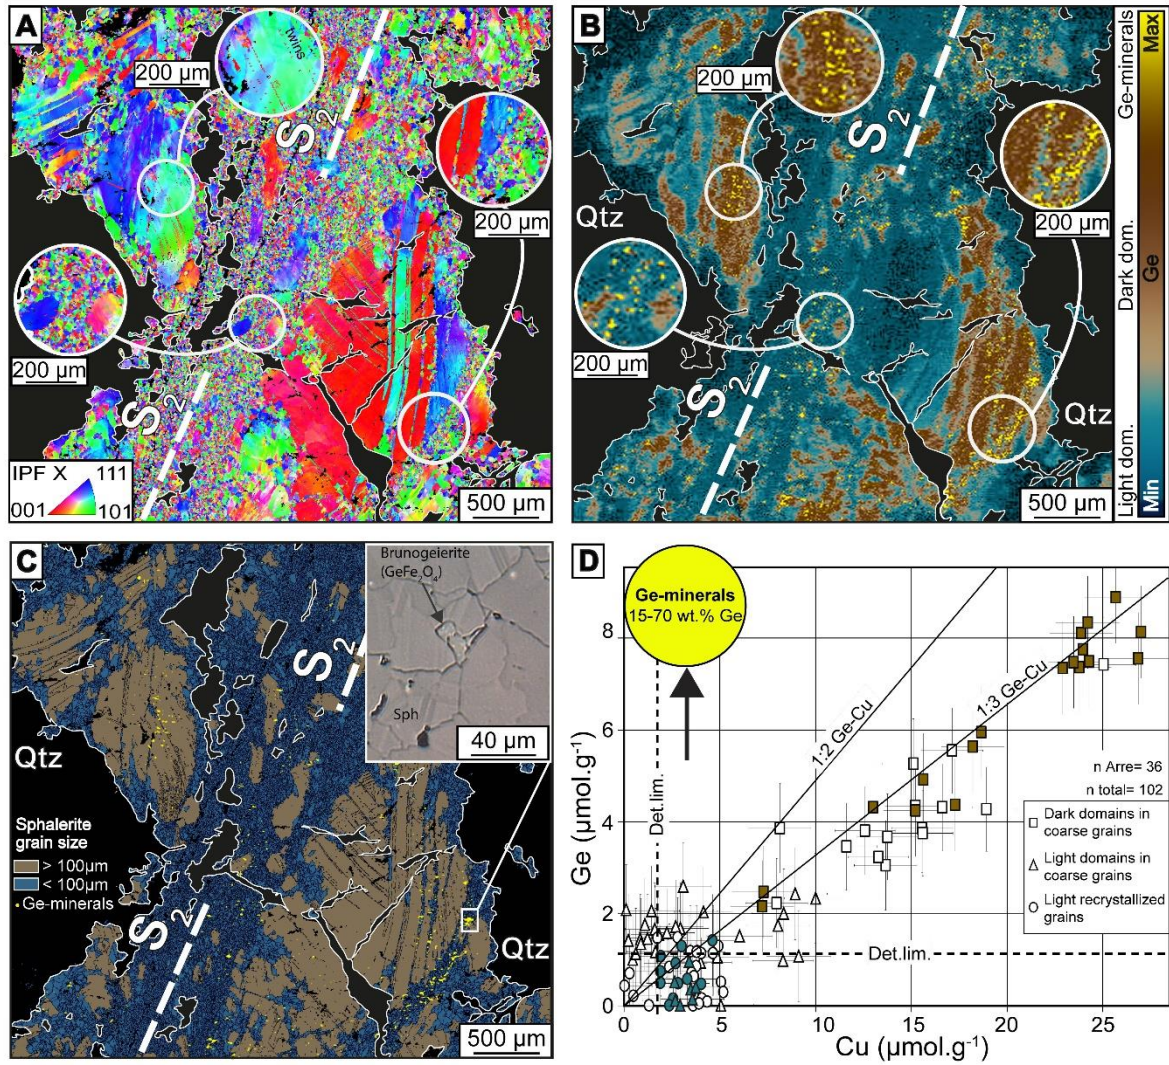 A
twins
200 µm
S2
200 µm
200 µm
IPF X 111
001 101
500 µm
B
200 µm
S2
200 µm
Qtz
200 µm
S2
Qtz
500 µm
Max
Ge-minerals
Dark dom.
Ge
Light dom.
Min
S2
C
Brunogeierite
(GeFe2O4)
Sph
40 µm
S2
Qtz
Sphalerite
grain size
> 100µm
< 100µm
Ge-minerals
S2
Qtz
500 µm
D
Ge-minerals
15-70 wt.% Ge
8
6
4
2
0
Ge (µmol.g-1)
Det.lim.
1:2 Ge-Cu
1:3 Ge-Cu
n Arre= 36
n total= 102
Dark domains in
coarse grains
Light domains in
coarse grains
Light recrystallized
grains
Det.lim.
0 5 10 15 20 25
Cu (µmol.g-1)